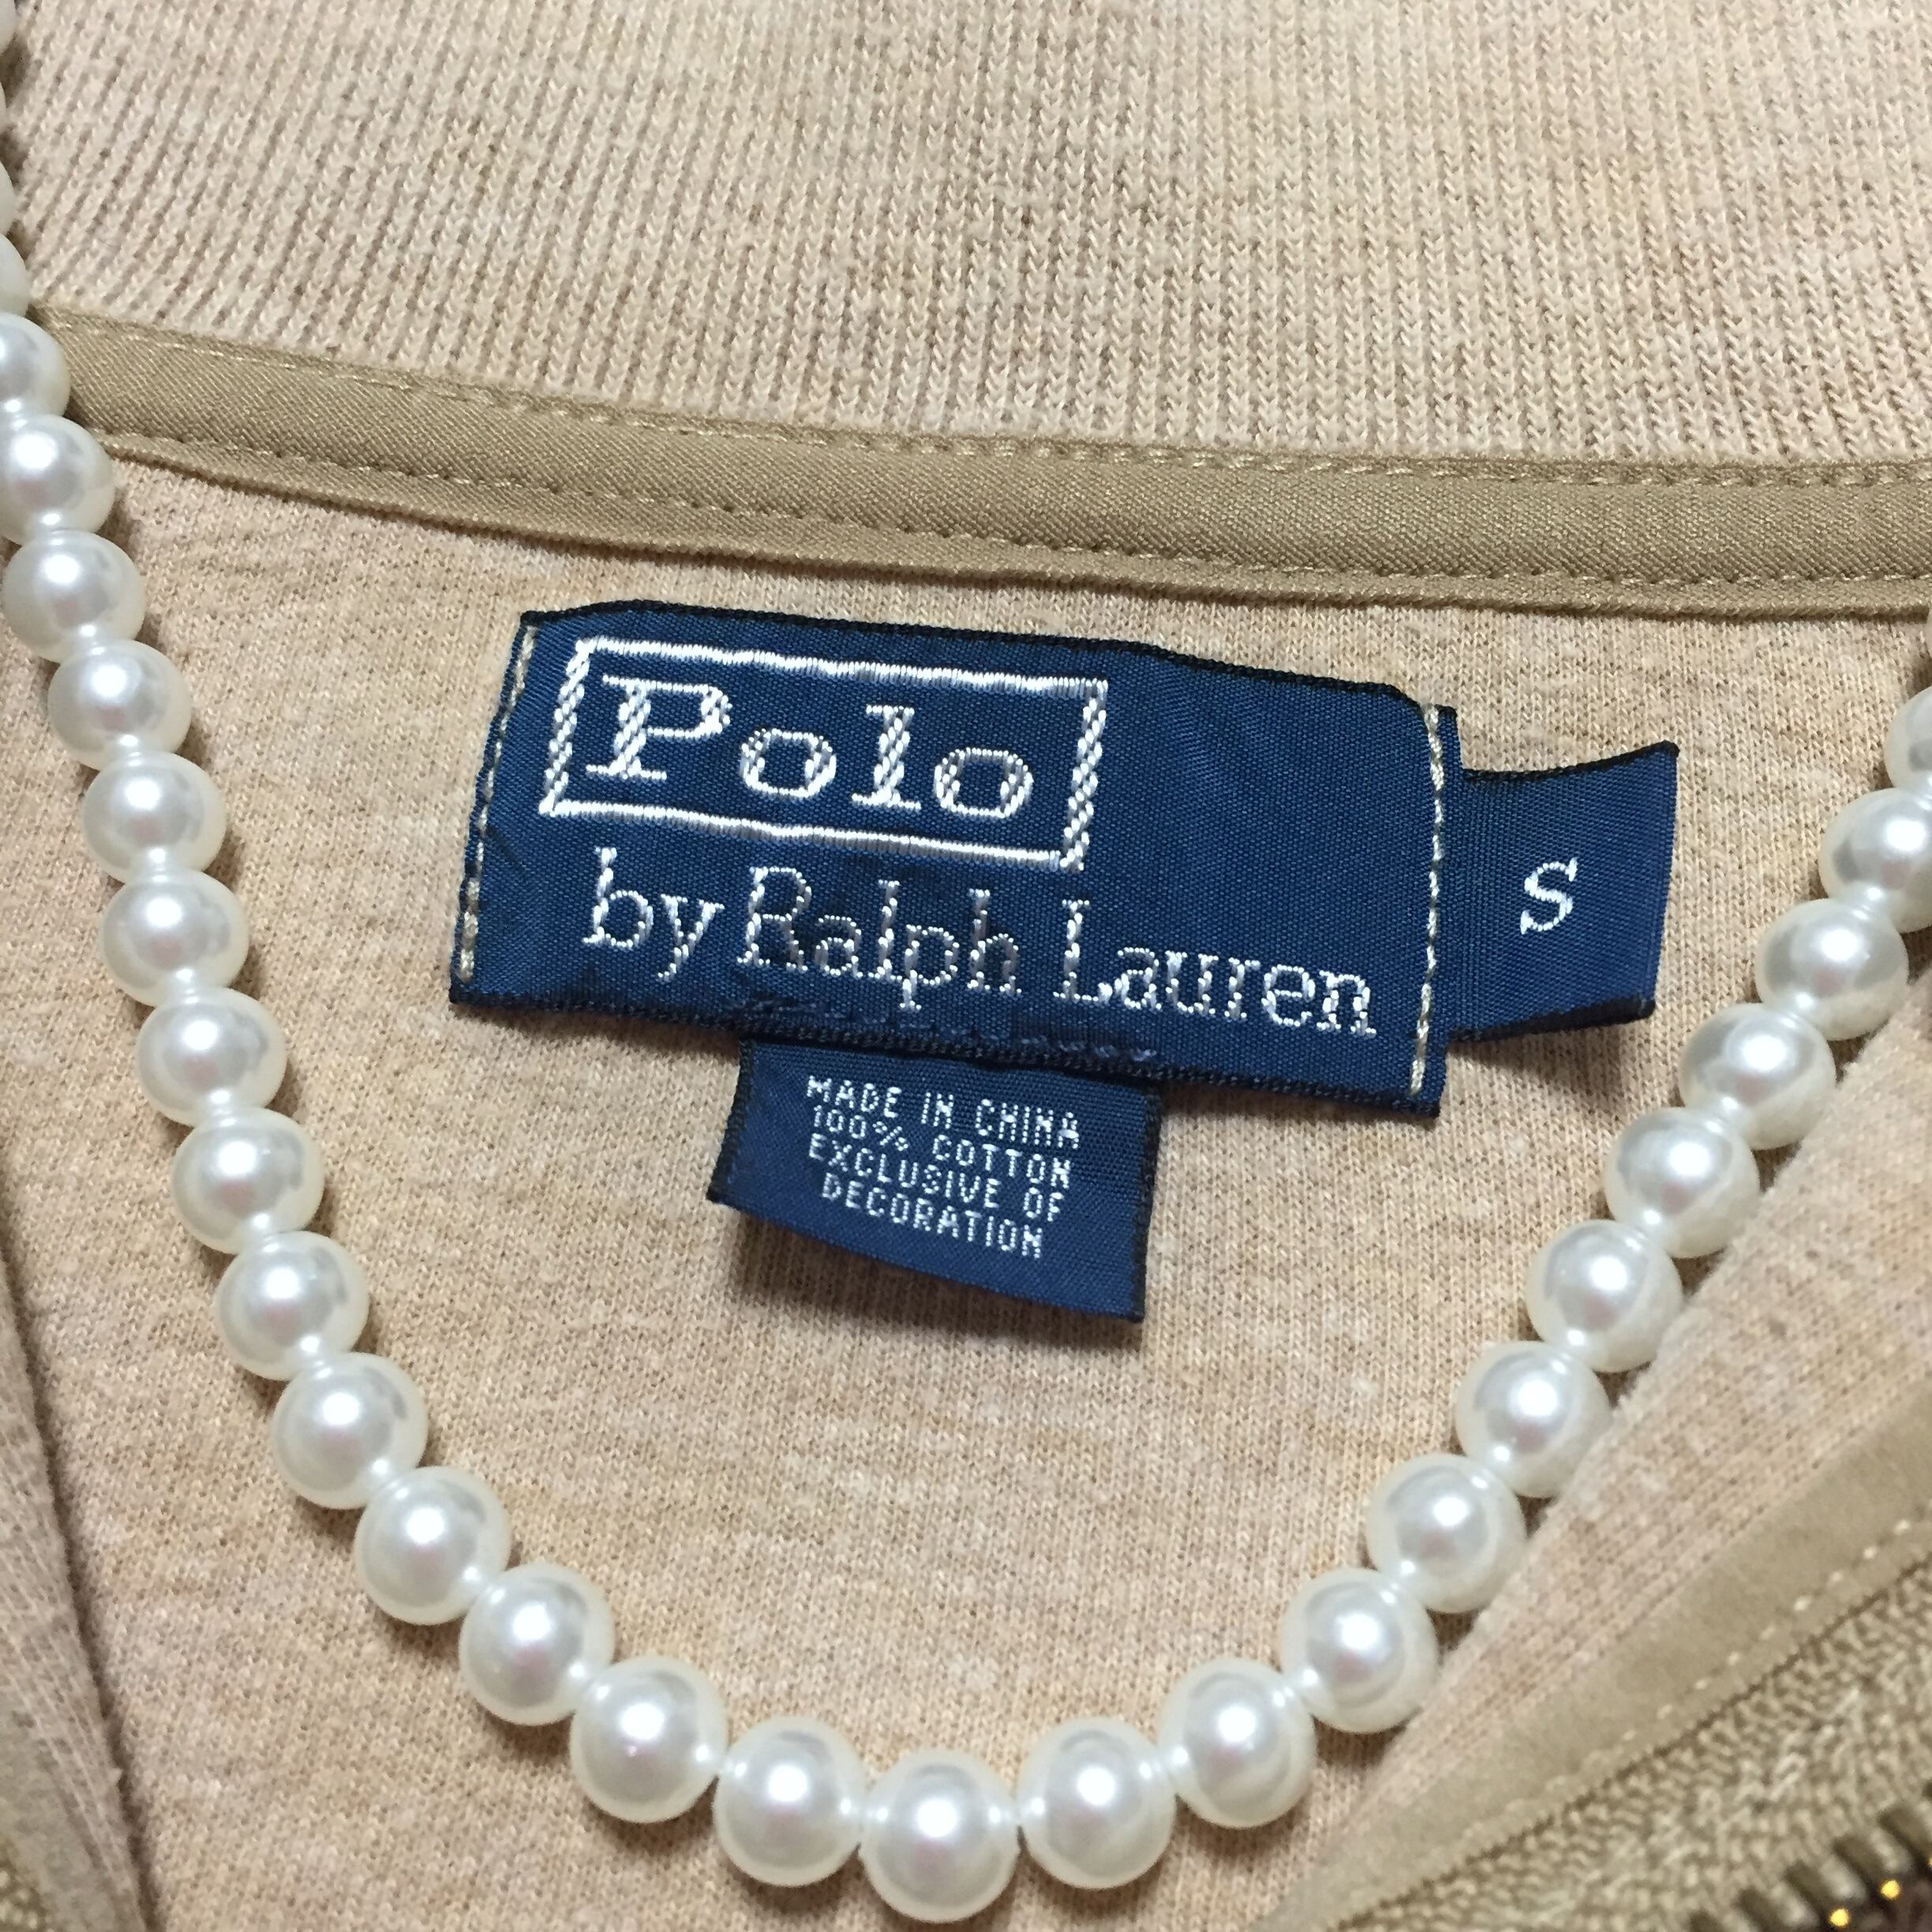 Polo
by Ralph Lauren
S
MADE IN CHINA
100% COTTON
EXCLUSIVE OF
DECORATION